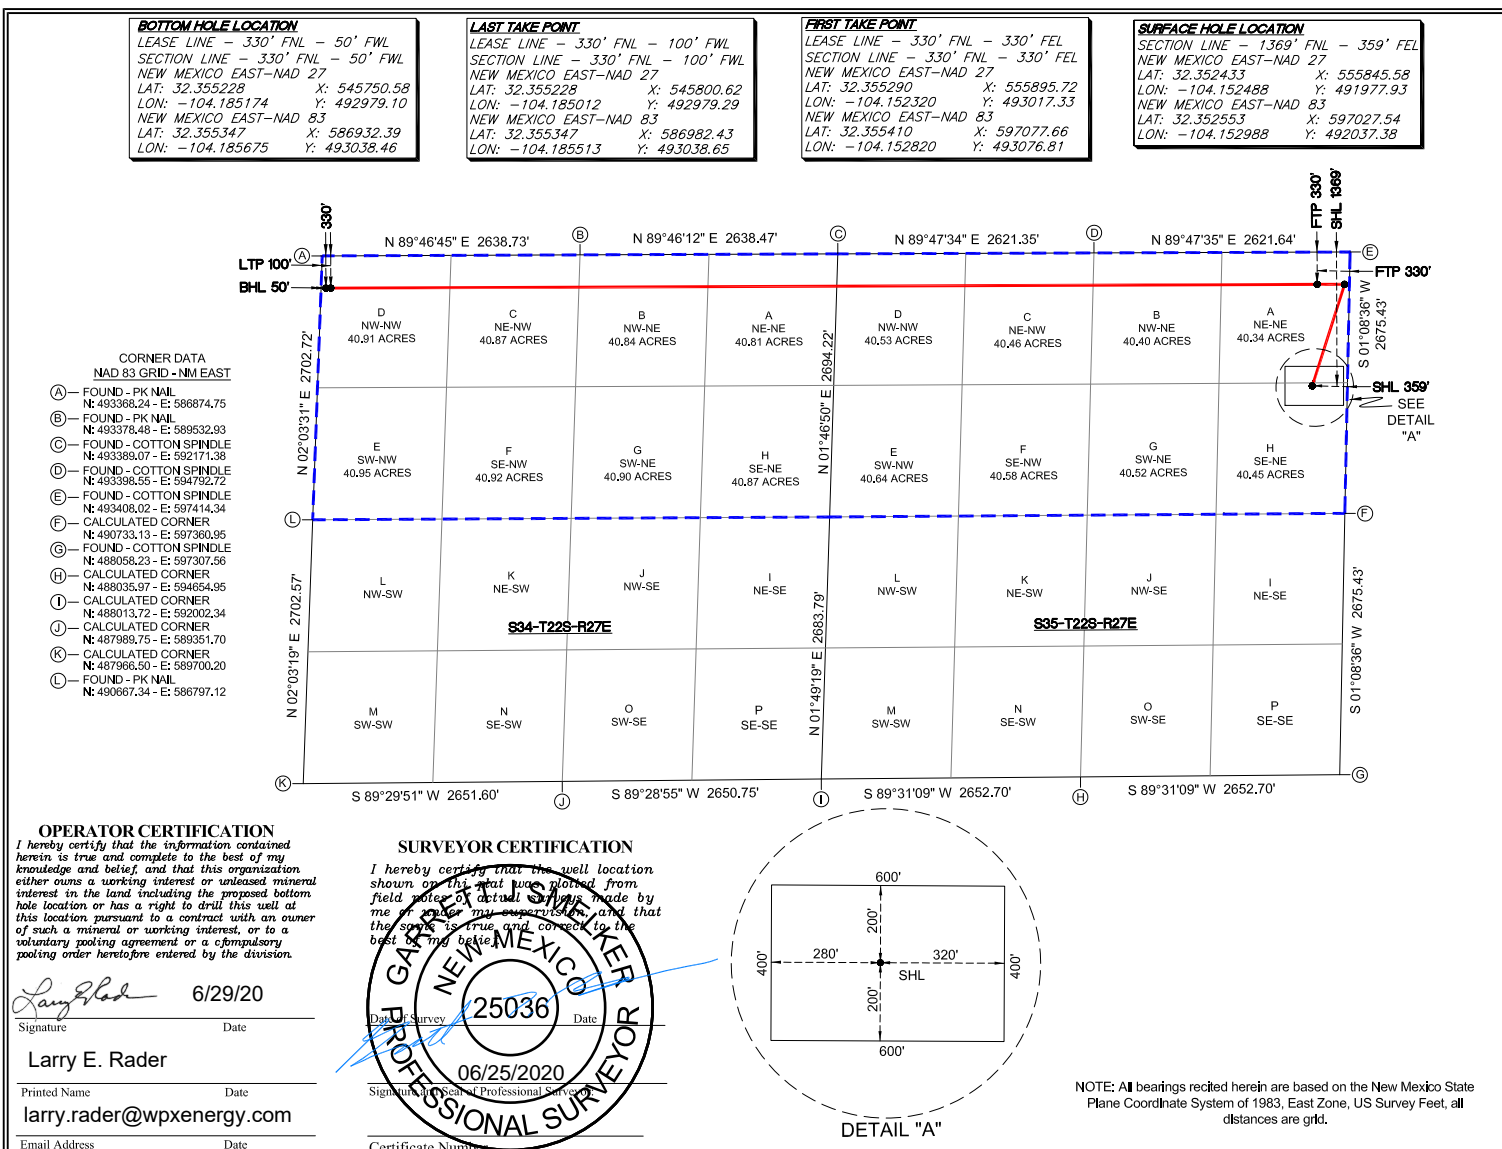 BOTTOM HOLE LOCATION
LEASE LINE – 330' FNL – 50' FWL
SECTION LINE – 330' FNL – 50' FWL
NEW MEXICO EAST–NAD 27
LAT: 32.355228 X: 545750.58
LON: –104.185174 Y: 492979.10
NEW MEXICO EAST–NAD 83
LAT: 32.355347 X: 586932.39
LON: –104.185675 Y: 493038.46
LAST TAKE POINT
LEASE LINE – 330' FNL – 100' FWL
SECTION LINE – 330' FNL – 100' FWL
NEW MEXICO EAST–NAD 27
LAT: 32.355228 X: 545800.62
LON: –104.185012 Y: 492979.29
NEW MEXICO EAST–NAD 83
LAT: 32.355347 X: 586982.43
LON: –104.185513 Y: 493038.65
FIRST TAKE POINT
LEASE LINE – 330' FNL – 330' FEL
SECTION LINE – 330' FNL – 330' FEL
NEW MEXICO EAST–NAD 27
LAT: 32.355290 X: 555895.72
LON: –104.152320 Y: 493017.33
NEW MEXICO EAST–NAD 83
LAT: 32.355410 X: 597077.66
LON: –104.152820 Y: 493076.81
SURFACE HOLE LOCATION
SECTION LINE – 1369' FNL – 359' FEL
NEW MEXICO EAST–NAD 27
LAT: 32.352433 X: 555845.58
LON: –104.152488 Y: 491977.93
NEW MEXICO EAST–NAD 83
LAT: 32.352553 X: 597027.54
LON: –104.152988 Y: 492037.38
330'
FTP 330'
SHL 1369'
A
N 89°46'45" E 2638.73'
B
N 89°46'12" E 2638.47'
C
N 89°47'34" E 2621.35'
D
N 89°47'35" E 2621.64'
E
LTP 100'
BHL 50'
FTP 330'
S 01°08'36" W
2675.43'
SHL 359'
SEE
DETAIL
"A"
N 02°03'31" E 2702.72'
N 01°46'50" E 2694.22'
D
NW-NW
40.91 ACRES
C
NE-NW
40.87 ACRES
B
NW-NE
40.84 ACRES
A
NE-NE
40.81 ACRES
D
NW-NW
40.53 ACRES
C
NE-NW
40.46 ACRES
B
NW-NE
40.40 ACRES
A
NE-NE
40.34 ACRES
E
SW-NW
40.95 ACRES
F
SE-NW
40.92 ACRES
G
SW-NE
40.90 ACRES
H
SE-NE
40.87 ACRES
E
SW-NW
40.64 ACRES
F
SE-NW
40.58 ACRES
G
SW-NE
40.52 ACRES
H
SE-NE
40.45 ACRES
L
F
N 02°03'19" E 2702.57'
N 01°49'19" E 2683.79'
S 01°08'36" W 2675.43'
L
NW-SW
K
NE-SW
J
NW-SE
I
NE-SE
L
NW-SW
K
NE-SW
J
NW-SE
I
NE-SE
S34-T22S-R27E
S35-T22S-R27E
M
SW-SW
N
SE-SW
O
SW-SE
P
SE-SE
M
SW-SW
N
SE-SW
O
SW-SE
P
SE-SE
K
S 89°29'51" W 2651.60'
J
S 89°28'55" W 2650.75'
I
S 89°31'09" W 2652.70'
H
S 89°31'09" W 2652.70'
G
CORNER DATA
NAD 83 GRID - NM EAST
A FOUND - PK NAIL
N: 493368.24 - E: 586874.75
B FOUND - PK NAIL
N: 493378.48 - E: 589532.93
C FOUND - COTTON SPINDLE
N: 493389.07 - E: 592171.38
D FOUND - COTTON SPINDLE
N: 493398.55 - E: 594792.72
E FOUND - COTTON SPINDLE
N: 493408.02 - E: 597414.34
F CALCULATED CORNER
N: 490733.13 - E: 597360.95
G FOUND - COTTON SPINDLE
N: 488058.23 - E: 597307.56
H CALCULATED CORNER
N: 488035.97 - E: 594654.95
I CALCULATED CORNER
N: 488013.72 - E: 592002.34
J CALCULATED CORNER
N: 487989.75 - E: 589351.70
K CALCULATED CORNER
N: 487966.50 - E: 589700.20
L FOUND - PK NAIL
N: 490667.34 - E: 586797.12
OPERATOR CERTIFICATION
I hereby certify that the information contained
herein is true and complete to the best of my
knowledge and belief, and that this organization
either owns a working interest or unleased mineral
interest in the land including the proposed bottom
hole location or has a right to drill this well at
this location pursuant to a contract with an owner
of such a mineral or working interest, or to a
voluntary pooling agreement or a cfompulsory
pooling order heretofore entered by the division.
6/29/20
Signature Date
Larry E. Rader
Printed Name Date
larry.rader@wpxenergy.com
Email Address Date
SURVEYOR CERTIFICATION
I hereby certify that the well location
shown on thi plat was plotted from
field notes of actual surveys made by
me or under my supervision, and that
the same is true and correct to the
best of my belief.
GARRETT J SMELKER
NEW MEXICO
25036
PROFESSIONAL SURVEYOR
Date of Survey Date
06/25/2020
Signature and Seal of Professional Surveyor:
Certificate Number
600'
200'
400'
280'
320'
400'
SHL
200'
600'
DETAIL "A"
NOTE: All bearings recited herein are based on the New Mexico State
Plane Coordinate System of 1983, East Zone, US Survey Feet, all
distances are grid.